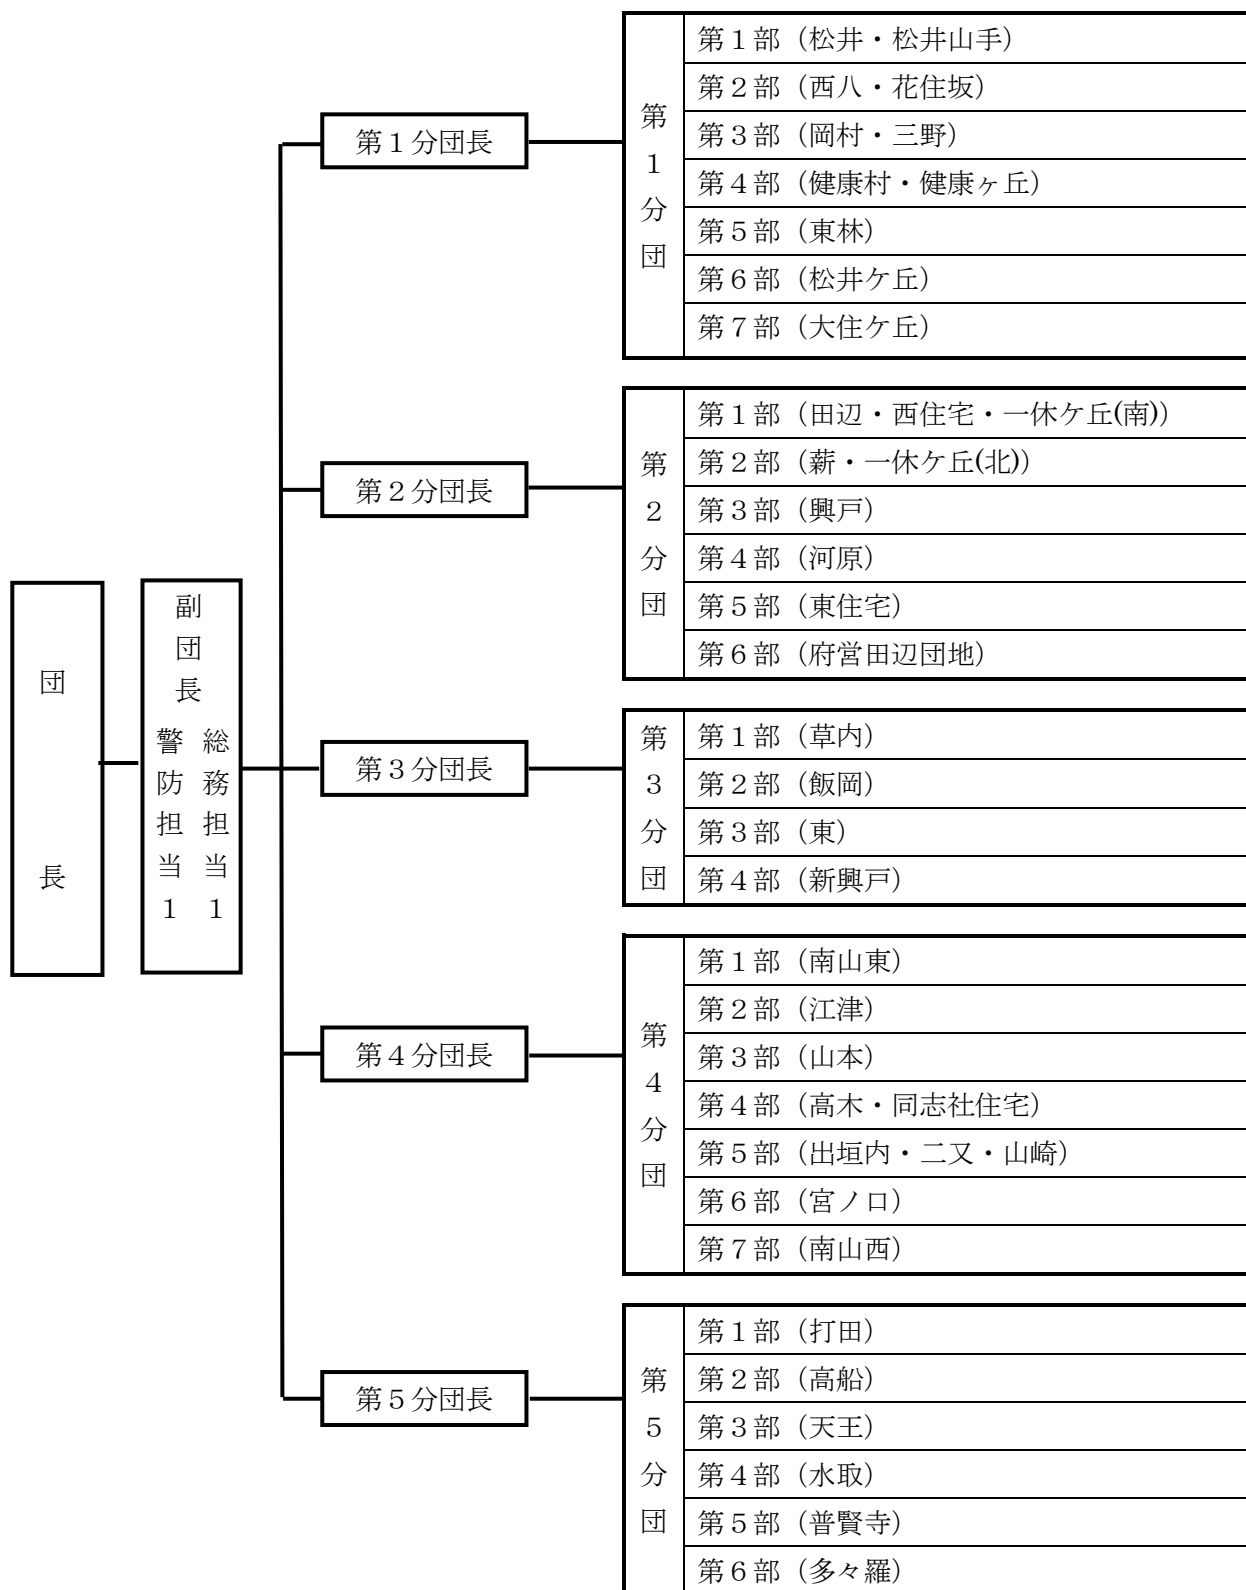 団長
副団長
総務担当１
警防担当１
第１分団長
第１分団
第１部（松井・松井山手）
第２部（西八・花住坂）
第３部（岡村・三野）
第４部（健康村・健康ヶ丘）
第５部（東林）
第６部（松井ケ丘）
第７部（大住ケ丘）
第２分団長
第２分団
第１部（田辺・西住宅・一休ケ丘(南)）
第２部（薪・一休ケ丘(北)）
第３部（興戸）
第４部（河原）
第５部（東住宅）
第６部（府営田辺団地）
第３分団長
第３分団
第１部（草内）
第２部（飯岡）
第３部（東）
第４部（新興戸）
第４分団長
第４分団
第１部（南山東）
第２部（江津）
第３部（山本）
第４部（高木・同志社住宅）
第５部（出垣内・二又・山崎）
第６部（宮ノ口）
第７部（南山西）
第５分団長
第５分団
第１部（打田）
第２部（高船）
第３部（天王）
第４部（水取）
第５部（普賢寺）
第６部（多々羅）